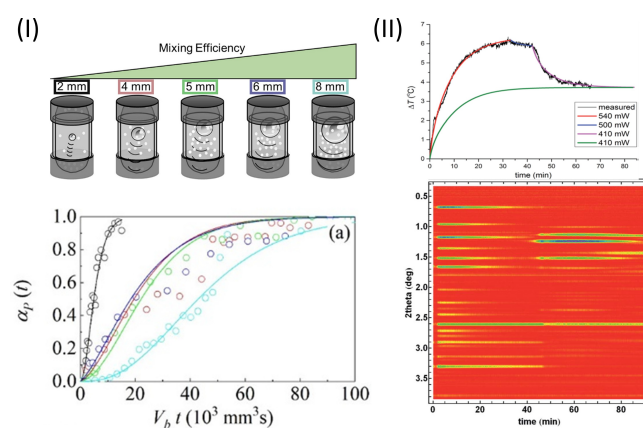 (I)
Mixing Efficiency
2 mm
4 mm
5 mm
6 mm
8 mm
(a)
α_P (t)
1.0
0.8
0.6
0.4
0.2
0.0
0 20 40 60 80 100
V_b t (10³ mm³s)
(II)
ΔT (°C)
7
6
5
4
3
2
1
0
measured
540 mW
500 mW
410 mW
410 mW
0 10 20 30 40 50 60 70 80 90
time (min)
2theta (deg)
0.5
1.0
1.5
2.0
2.5
3.0
3.5
0 20 40 60 80
time (min)